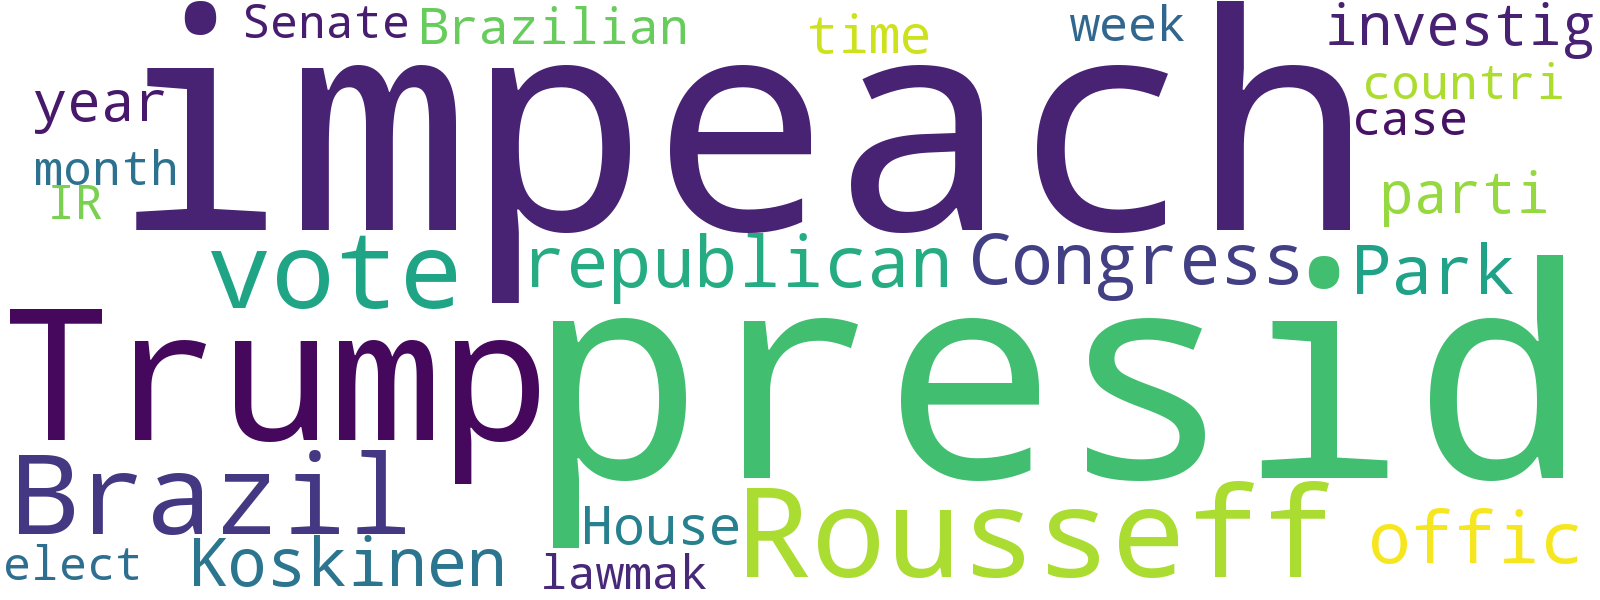 Senate Brazilian time week investig
year impeach countri
case
month
IR parti
vote republican Congress Park
Trump presid
Brazil Rousseff offic
elect Koskinen House
lawmak